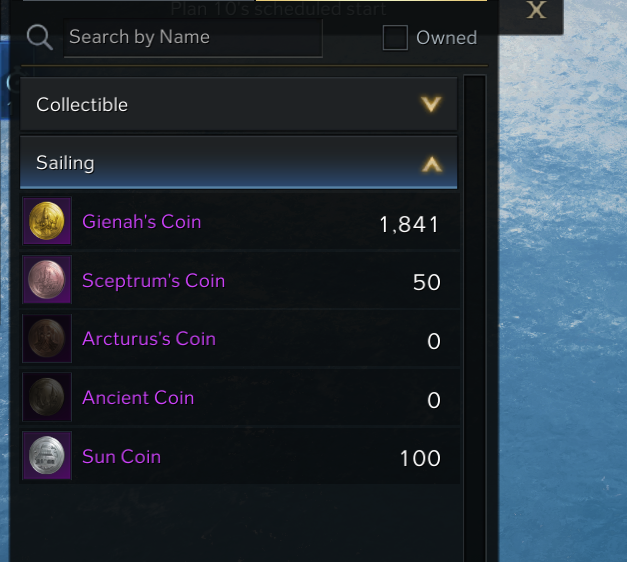 Plan 10's scheduled start
X
Search by Name
Owned
Collectible
Sailing
Gienah's Coin 1,841
Sceptrum's Coin 50
Arcturus's Coin 0
Ancient Coin 0
Sun Coin 100